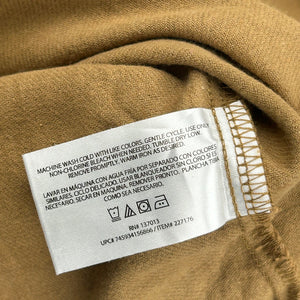 MACHINE WASH COLD WITH LIKE COLORS, GENTLE CYCLE. USE ONLY
NON-CHLORINE BLEACH WHEN NEEDED. TUMBLE DRY LOW.
REMOVE PROMPTLY. WARM IRON AS DESIRED.
LAVAR EN MÁQUINA CON AGUA FRIA POR SEPARADO CON COLORES
SIMILARES, CICLO DELICADO. USAR BLANQUEADOR SIN CLORO SI ES
NECESARIO. SECAR EN MÁQUINA. REMOVER PRONTO. PLANCHA TIBIA
COMO SEA NECESARIO.
RN# 137013
UPC# 745934156806 / ITEM# 227176